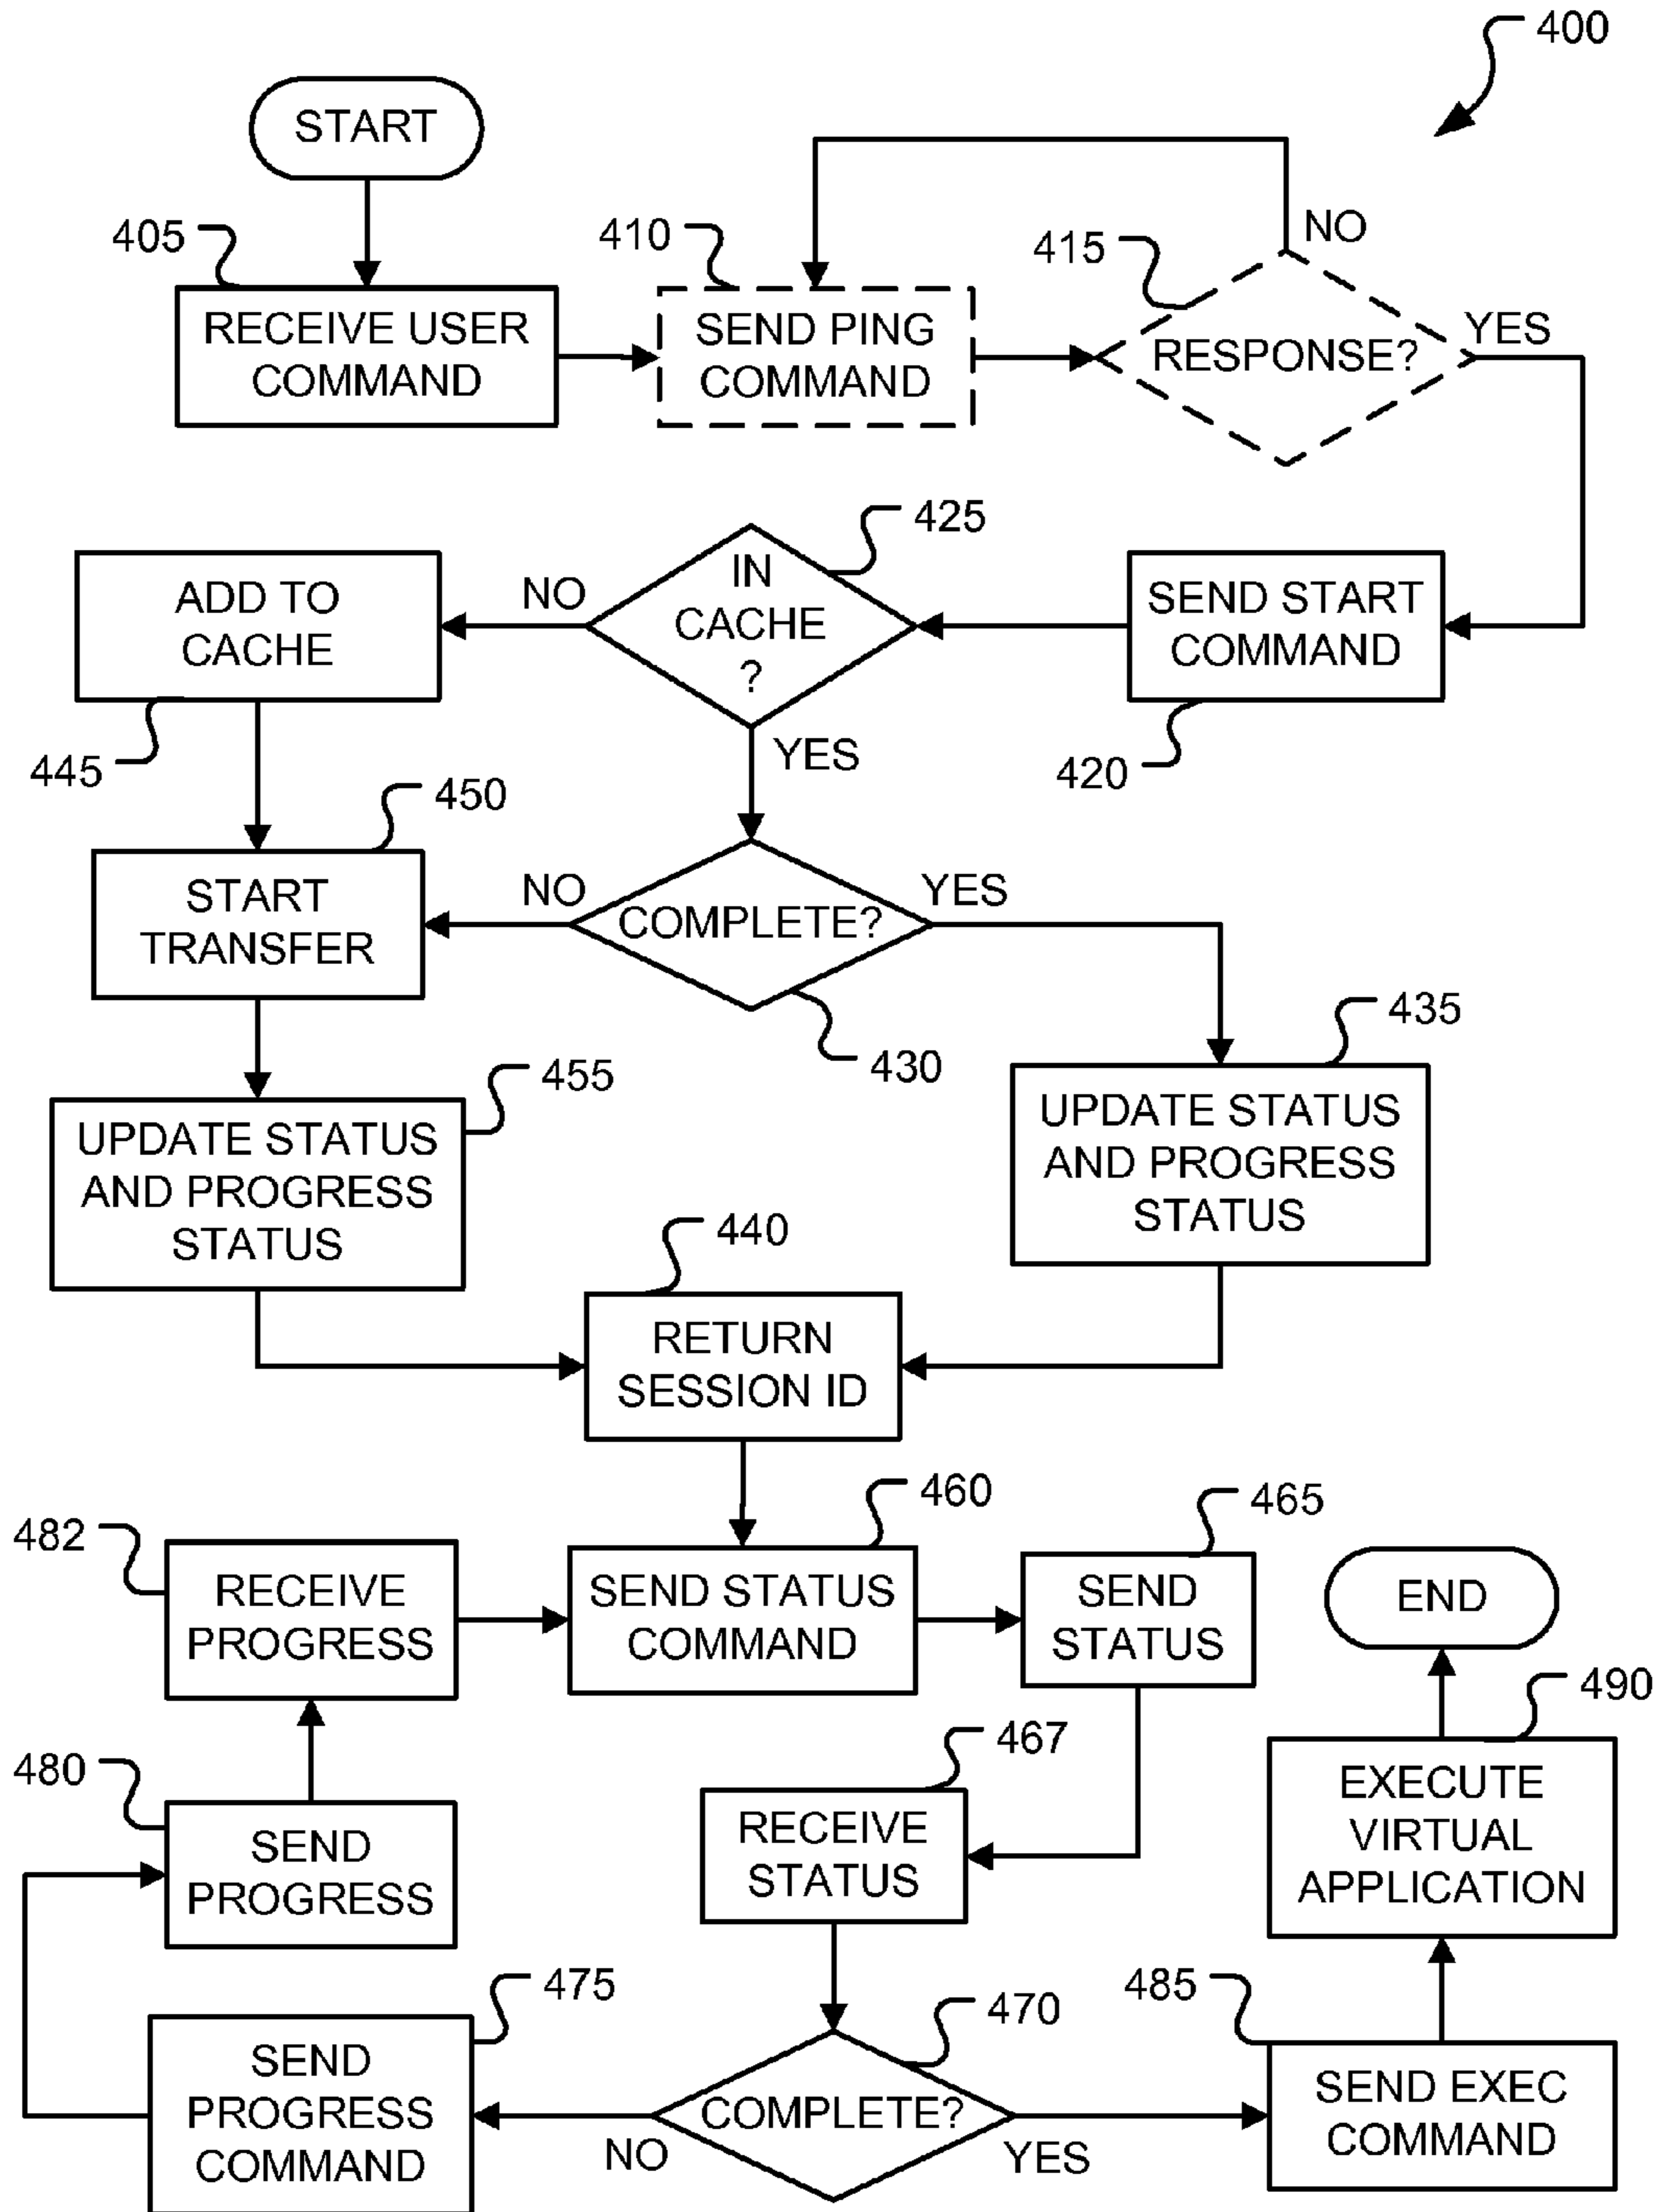 400
START
405
RECEIVE USER
COMMAND
410
SEND PING
COMMAND
415
RESPONSE?
NO
YES
425
IN
CACHE
?
NO
YES
ADD TO
CACHE
445
SEND START
COMMAND
420
450
START
TRANSFER
NO
COMPLETE?
YES
430
435
UPDATE STATUS
AND PROGRESS
STATUS
455
UPDATE STATUS
AND PROGRESS
STATUS
440
RETURN
SESSION ID
482
RECEIVE
PROGRESS
460
SEND STATUS
COMMAND
465
SEND
STATUS
END
490
EXECUTE
VIRTUAL
APPLICATION
467
RECEIVE
STATUS
480
SEND
PROGRESS
475
SEND
PROGRESS
COMMAND
470
COMPLETE?
NO
YES
485
SEND EXEC
COMMAND